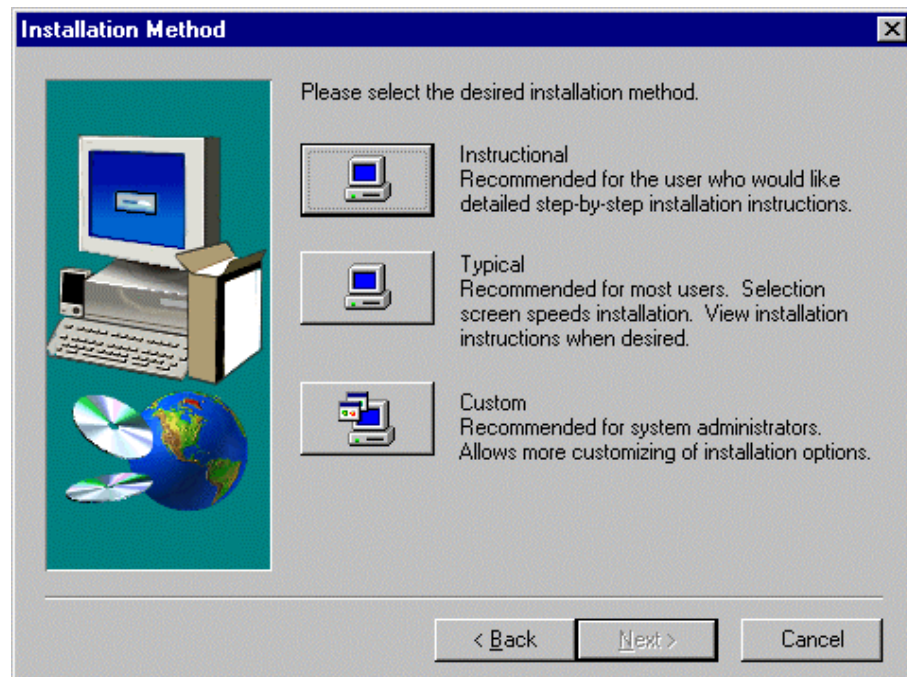 Installation Method
Please select the desired installation method.
Instructional
Recommended for the user who would like
detailed step-by-step installation instructions.
Typical
Recommended for most users.  Selection
screen speeds installation.  View installation
instructions when desired.
Custom
Recommended for system administrators.
Allows more customizing of installation options.
< Back
Next >
Cancel